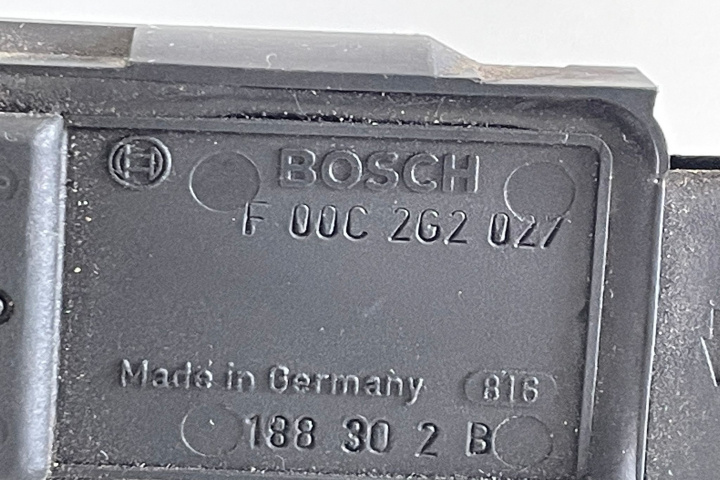 BOSCH
F 00C 2G2 027
Made in Germany 816
188 30 2 B